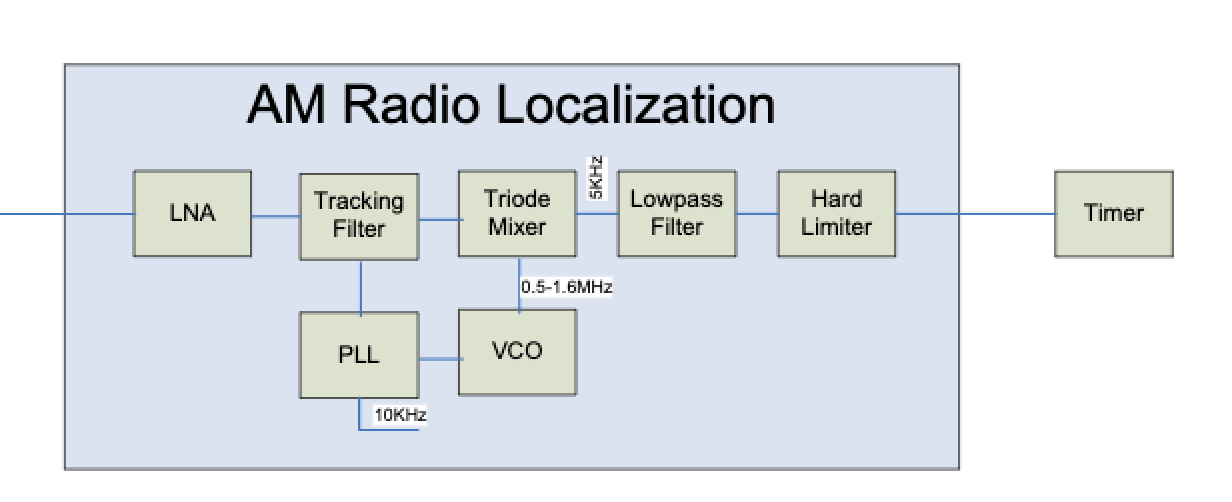 AM Radio Localization
LNA
Tracking
Filter
Triode
Mixer
5KHz
Lowpass
Filter
Hard
Limiter
Timer
0.5-1.6MHz
PLL
VCO
10KHz